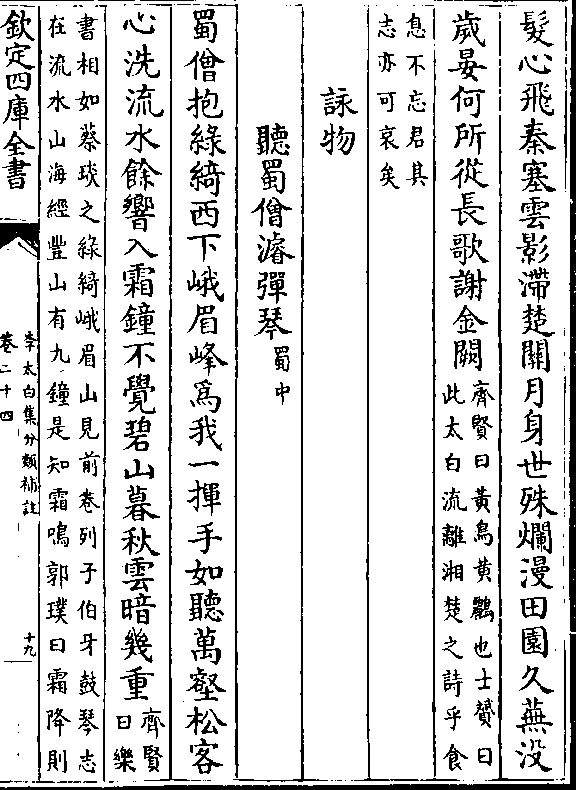 髮心飛秦塞雲影滯楚關月身世殊爛漫田園久蕪没
歲晏何所從長歌謝金闕
齊賢曰黃鳥黃鸝也士贇曰
此太白流離湘楚之詩乎食
息不忘君其
志亦可哀矣
詠物
聽蜀僧濬彈琴蜀中
蜀僧抱綠綺西下峨眉峰為我一揮手如聽萬壑松客
心洗流水餘響入霜鐘不覺碧山暮秋雲暗幾重
齊賢
曰樂
書相如蔡琰之綠綺峨眉山見前卷列子伯牙鼓琴志
在流水山海經豐山有九鐘是知霜鳴郭璞曰霜降則
欽定四庫全書
李太白集分類補註
卷二十四
十九